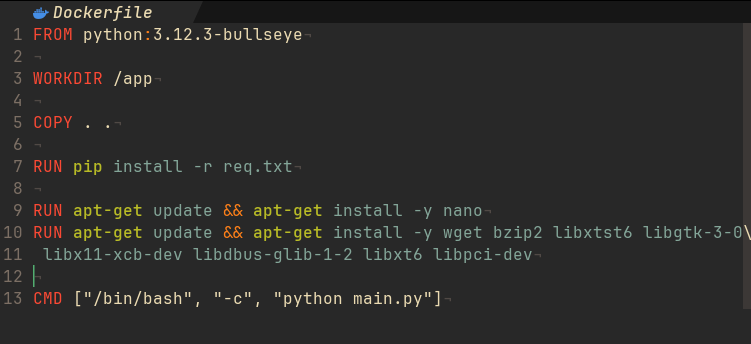 Dockerfile
1 FROM python:3.12.3-bullseye¬
2 ¬
3 WORKDIR /app¬
4 ¬
5 COPY . .¬
6 ¬
7 RUN pip install -r req.txt¬
8 ¬
9 RUN apt-get update && apt-get install -y nano¬
10 RUN apt-get update && apt-get install -y wget bzip2 libxtst6 libgtk-3-0\
11 libx11-xcb-dev libdbus-glib-1-2 libxt6 libpci-dev¬
12 ¬
13 CMD ["/bin/bash", "-c", "python main.py"]¬